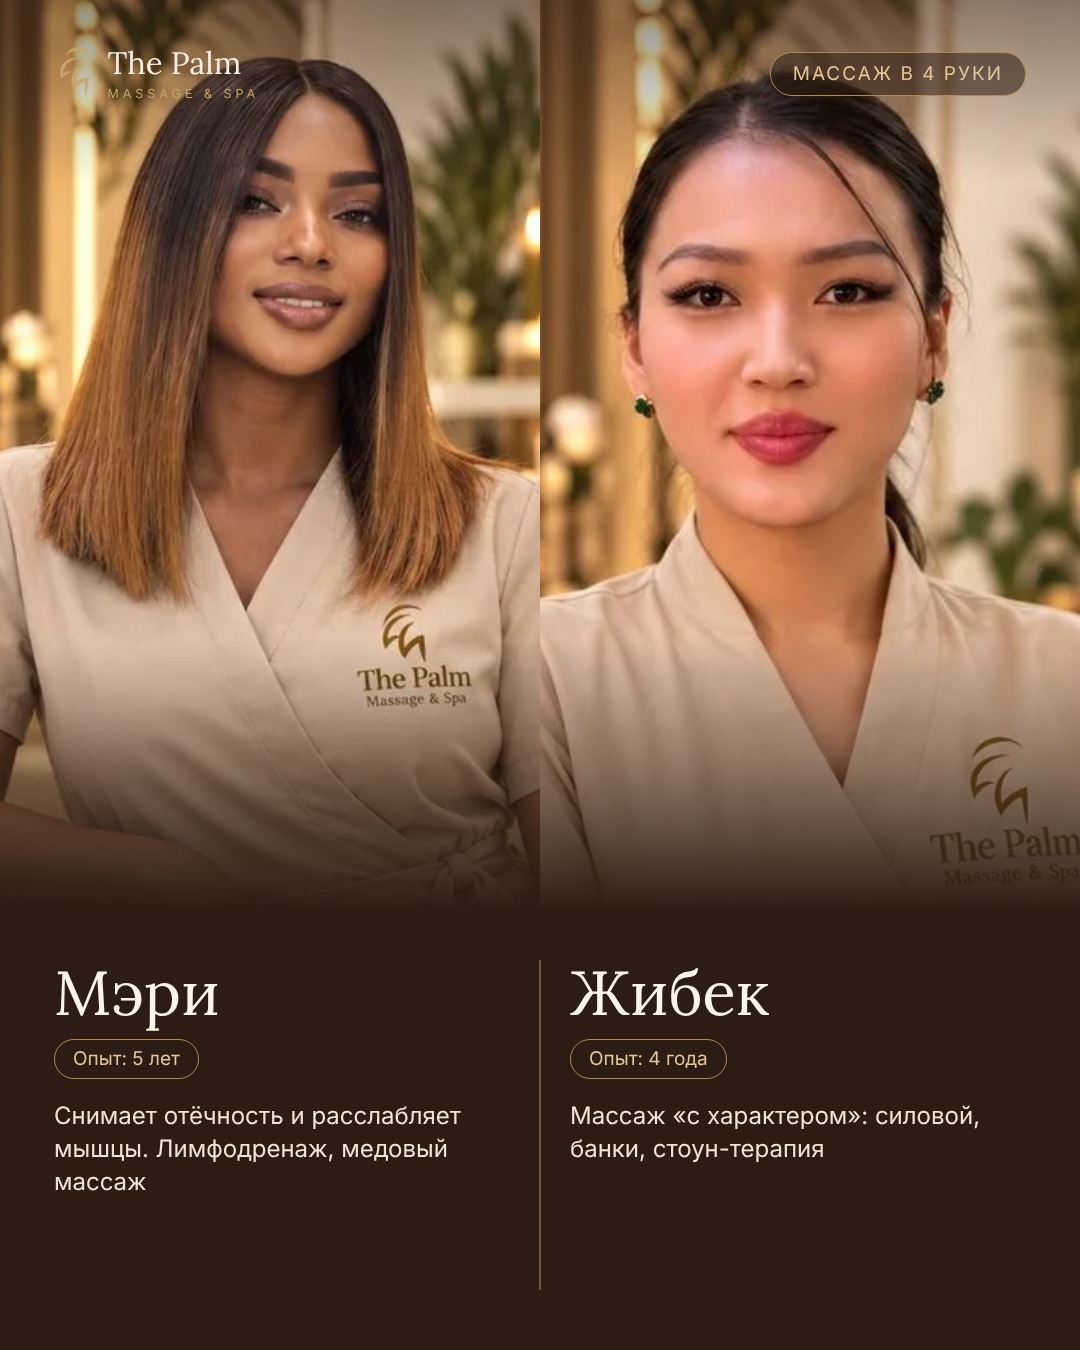 The Palm
MASSAGE & SPA
МАССАЖ В 4 РУКИ
The Palm
Massage & Spa
The Palm
Massage & Spa
Мэри
Опыт: 5 лет
Снимает отёчность и расслабляет
мышцы. Лимфодренаж, медовый
массаж
Жибек
Опыт: 4 года
Массаж «с характером»: силовой,
банки, стоун-терапия